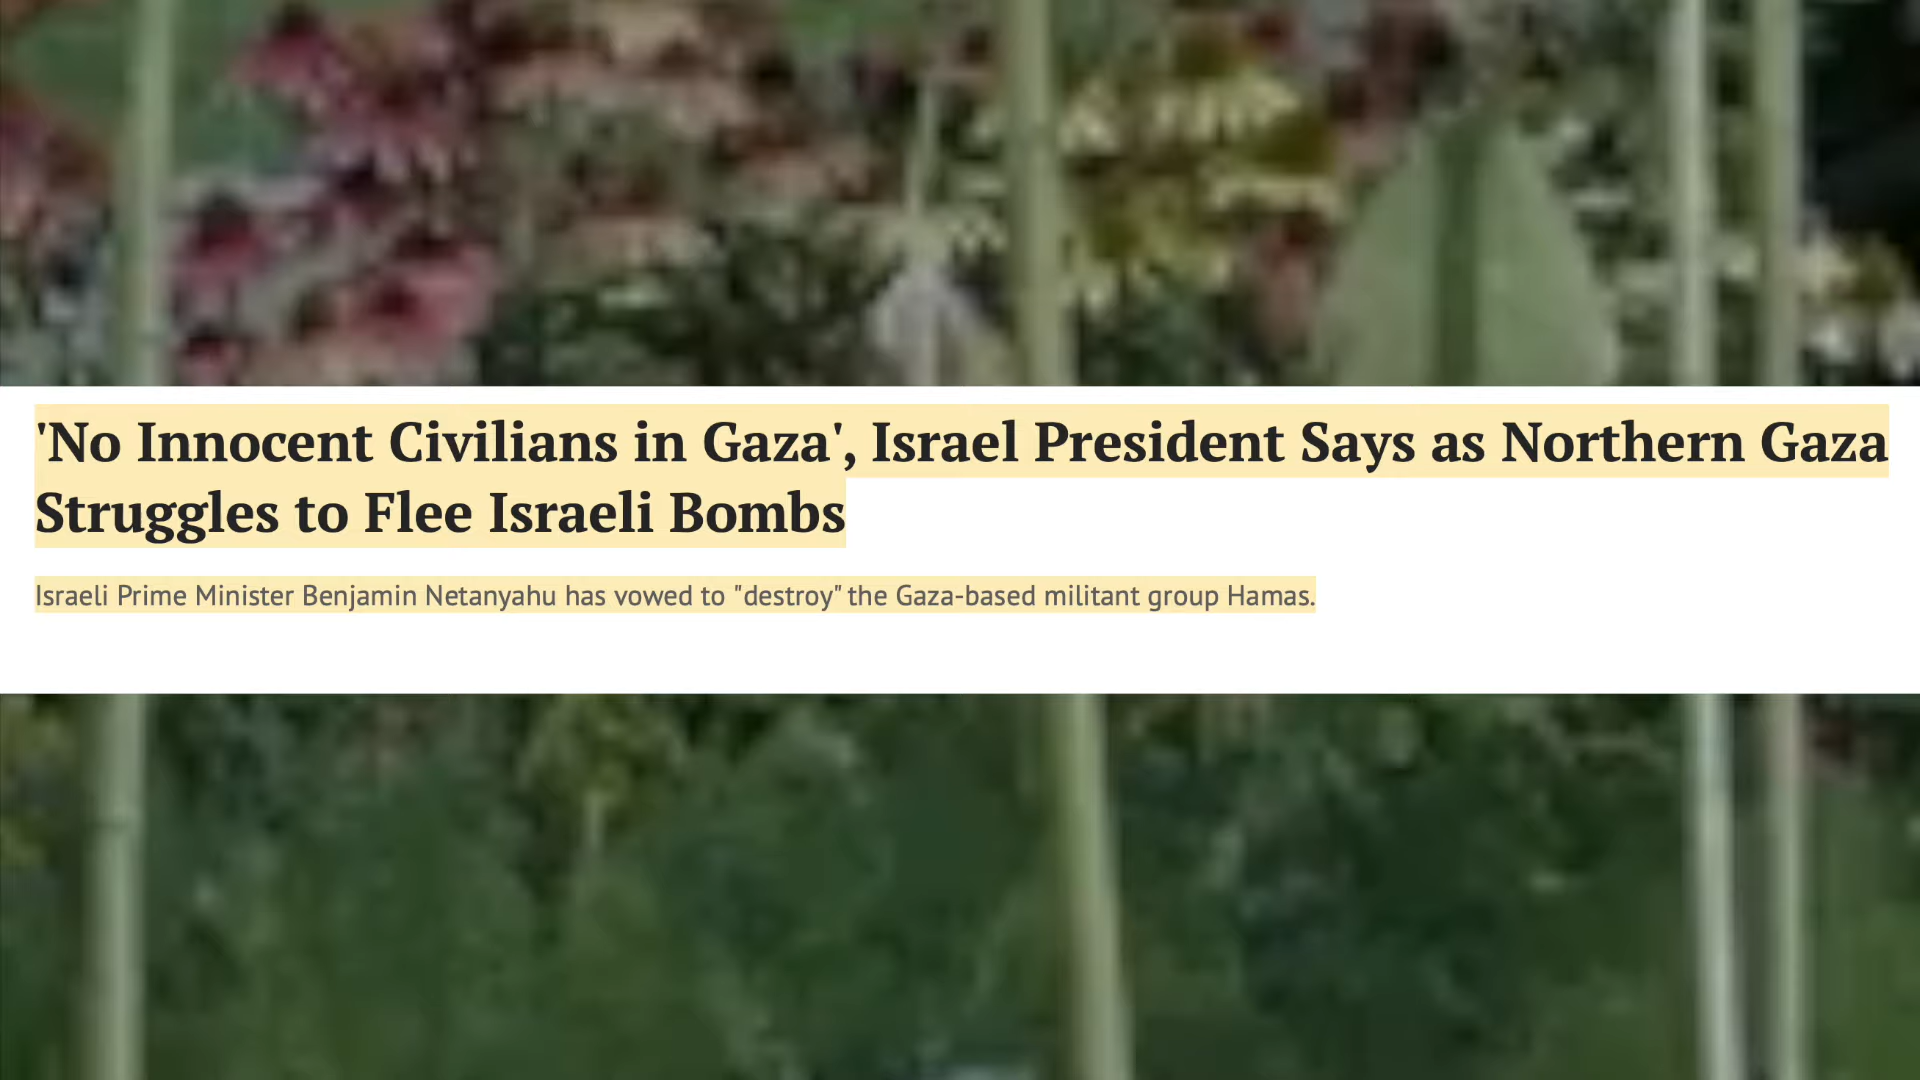 'No Innocent Civilians in Gaza', Israel President Says as Northern Gaza
Struggles to Flee Israeli Bombs
Israeli Prime Minister Benjamin Netanyahu has vowed to "destroy" the Gaza-based militant group Hamas.